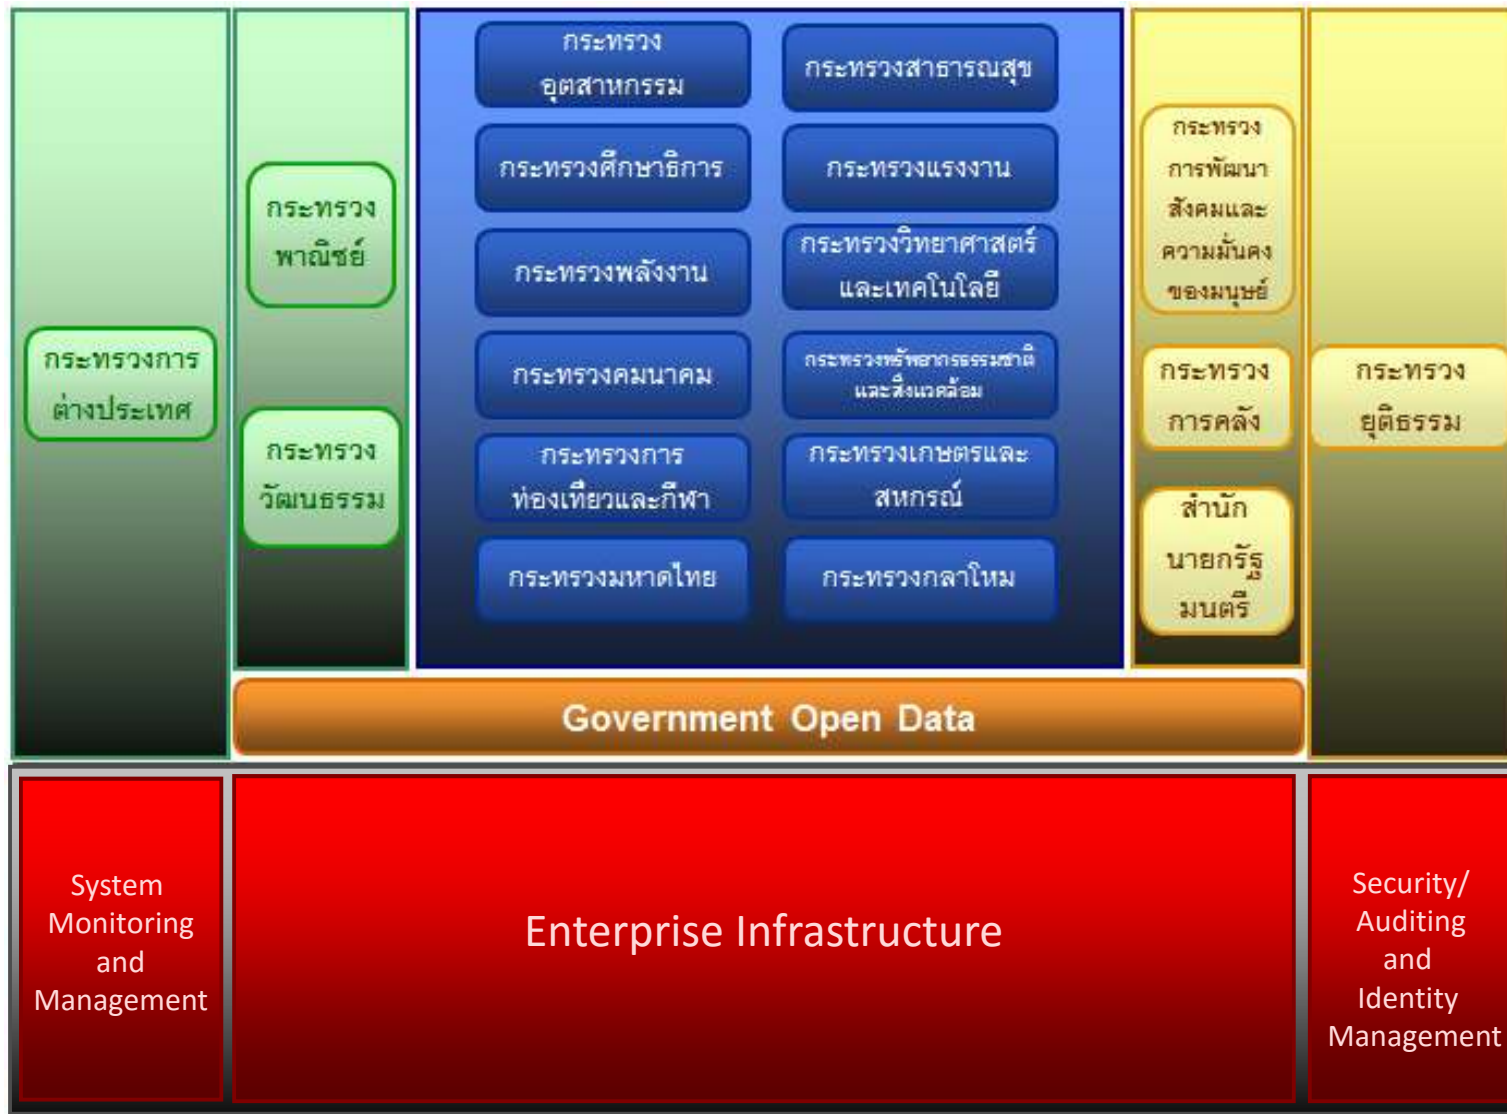 กระทรวงการ
ต่างประเทศ
กระทรวง
พาณิชย์
กระทรวง
วัฒนธรรม
กระทรวง
อุตสาหกรรม
กระทรวงสาธารณสุข
กระทรวงศึกษาธิการ
กระทรวงแรงงาน
กระทรวงพลังงาน
กระทรวงวิทยาศาสตร์
และเทคโนโลยี
กระทรวงคมนาคม
กระทรวงทรัพยากรธรรมชาติ
และสิ่งแวดล้อม
กระทรวงการ
ท่องเที่ยวและกีฬา
กระทรวงเกษตรและ
สหกรณ์
กระทรวงมหาดไทย
กระทรวงกลาโหม
กระทรวง
การพัฒนา
สังคมและ
ความมั่นคง
ของมนุษย์
กระทรวง
การคลัง
สำนัก
นายกรัฐ
มนตรี
กระทรวง
ยุติธรรม
Government Open Data
System
Monitoring
and
Management
Enterprise Infrastructure
Security/
Auditing
and
Identity
Management